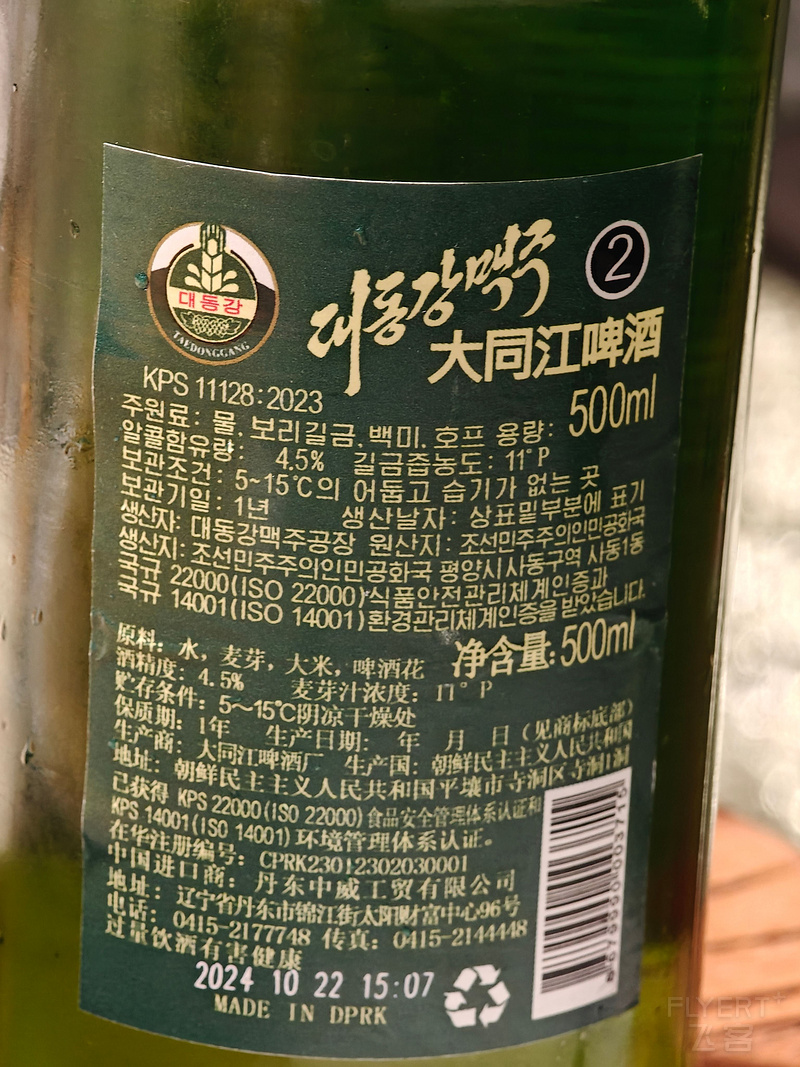 대동강맥주 ②
대동강
TAEDONGGANG
大同江啤酒
KPS 11128:2023
주원료: 물, 보리길금, 백미, 호프 용량: 500ml
알콜함유량: 4.5% 길금즙농도: 11°P
보관조건: 5~15℃의 어둡고 습기가 없는 곳
보관기일: 1년 생산날자: 상표밑부분에 표기
생산자: 대동강맥주공장 원산지: 조선민주주의인민공화국
생산지: 조선민주주의인민공화국 평양시사동구역 사동1동
국규 22000(ISO 22000)식품안전관리체계인증과
국규 14001(ISO 14001)환경관리체계인증을 받았습니다.
原料: 水, 麦芽, 大米, 啤酒花 净含量: 500ml
酒精度: 4.5% 麦芽汁浓度: 11°P
贮存条件: 5~15℃阴凉干燥处
保质期: 1年 生产日期: 年 月 日(见商标底部)
生产商: 大同江啤酒厂 生产国: 朝鲜民主主义人民共和国
地址: 朝鲜民主主义人民共和国平壤市寺洞区寺洞1洞
已获得 KPS 22000(ISO 22000)食品安全管理体系认证和
KPS 14001(ISO 14001)环境管理体系认证。
在华注册编号: CPRK23012302030001
中国进口商: 丹东中威工贸有限公司
地址: 辽宁省丹东市锦江街太阳财富中心96号
电话: 0415-2177748 传真: 0415-2144448
过量饮酒有害健康
2024 10 22 15:07
MADE IN DPRK
FLYERT+
飞客